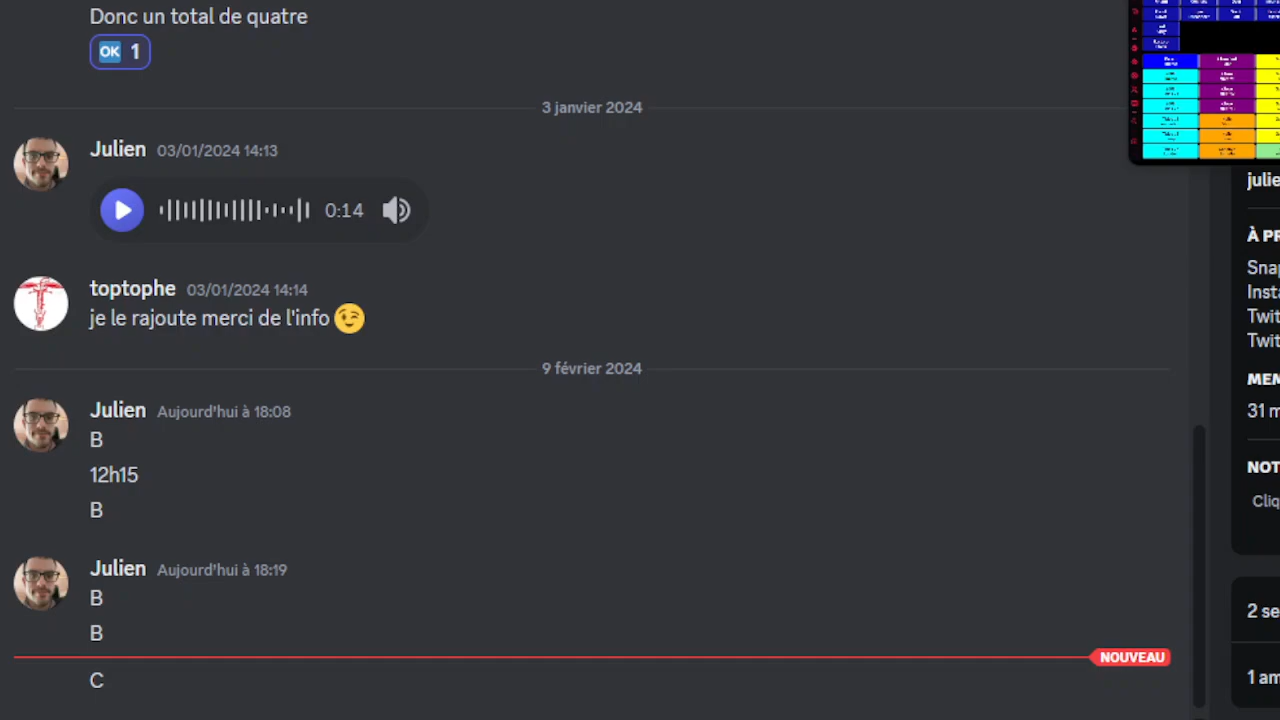 Donc un total de quatre
OK 1
3 janvier 2024
Julien 03/01/2024 14:13
0:14
toptophe 03/01/2024 14:14
je le rajoute merci de l'info
9 février 2024
Julien Aujourd'hui à 18:08
B
12h15
B
Julien Aujourd'hui à 18:19
B
B
NOUVEAU
C
julie
À PR
Snap
Insta
Twit
Twit
MEM
31 m
NOT
Cliq
2 se
1 am